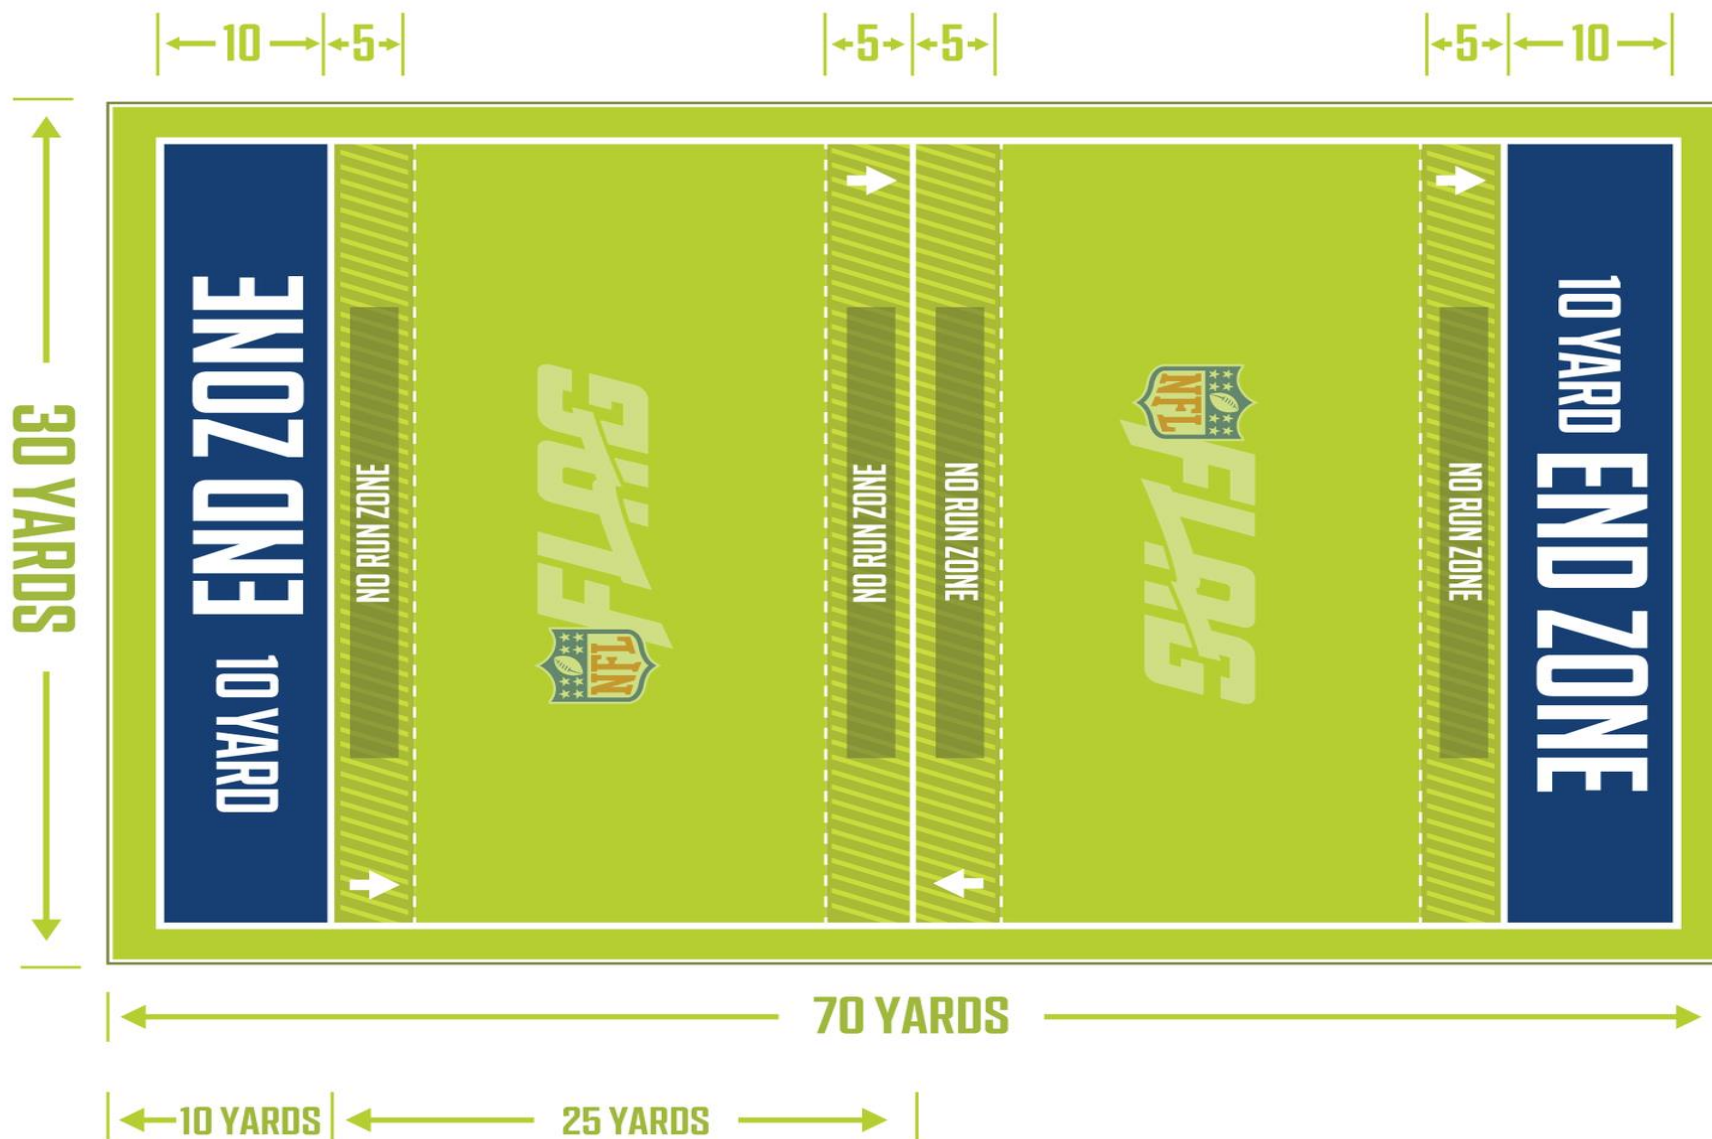 10
5
5
5
5
10
30 YARDS
10 YARD END ZONE
NO RUN ZONE
NFL FLAG
NO RUN ZONE
NO RUN ZONE
NFL FLAG
NO RUN ZONE
10 YARD END ZONE
70 YARDS
10 YARDS
25 YARDS